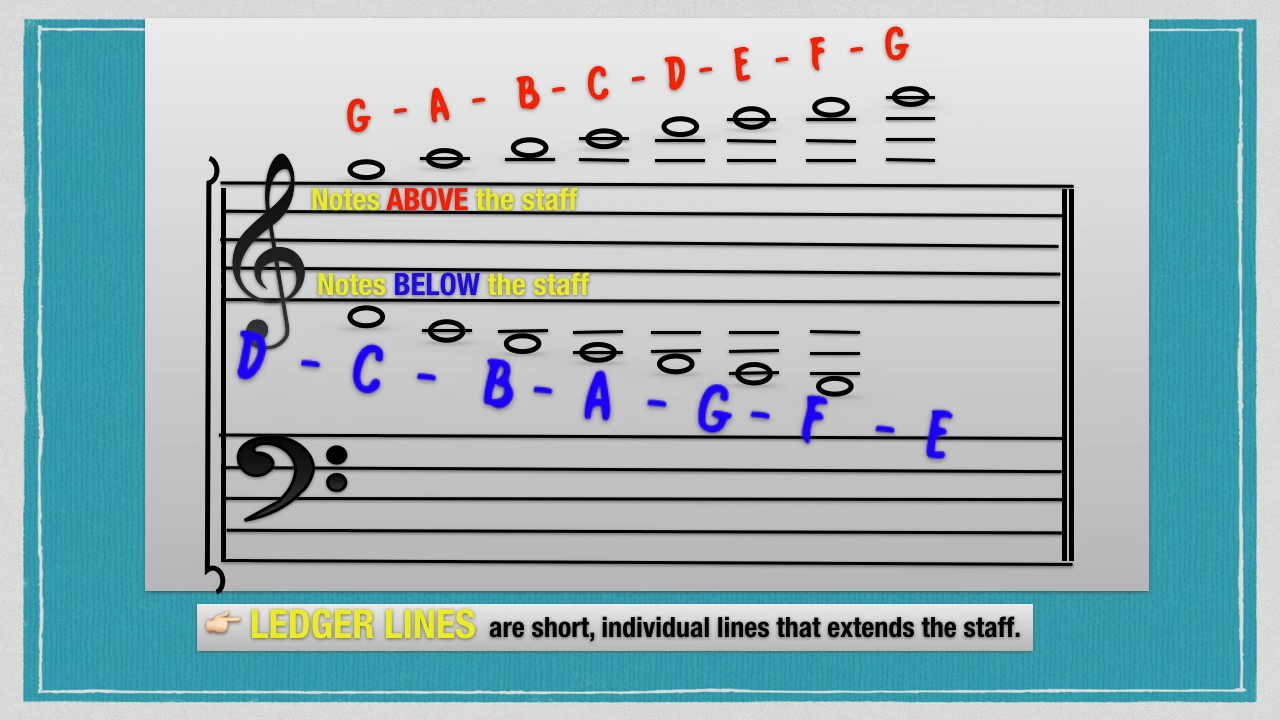 G - A - B - C - D - E - F - G
Notes ABOVE the staff
Notes BELOW the staff
D - C - B - A - G - F - E
LEDGER LINES are short, individual lines that extends the staff.